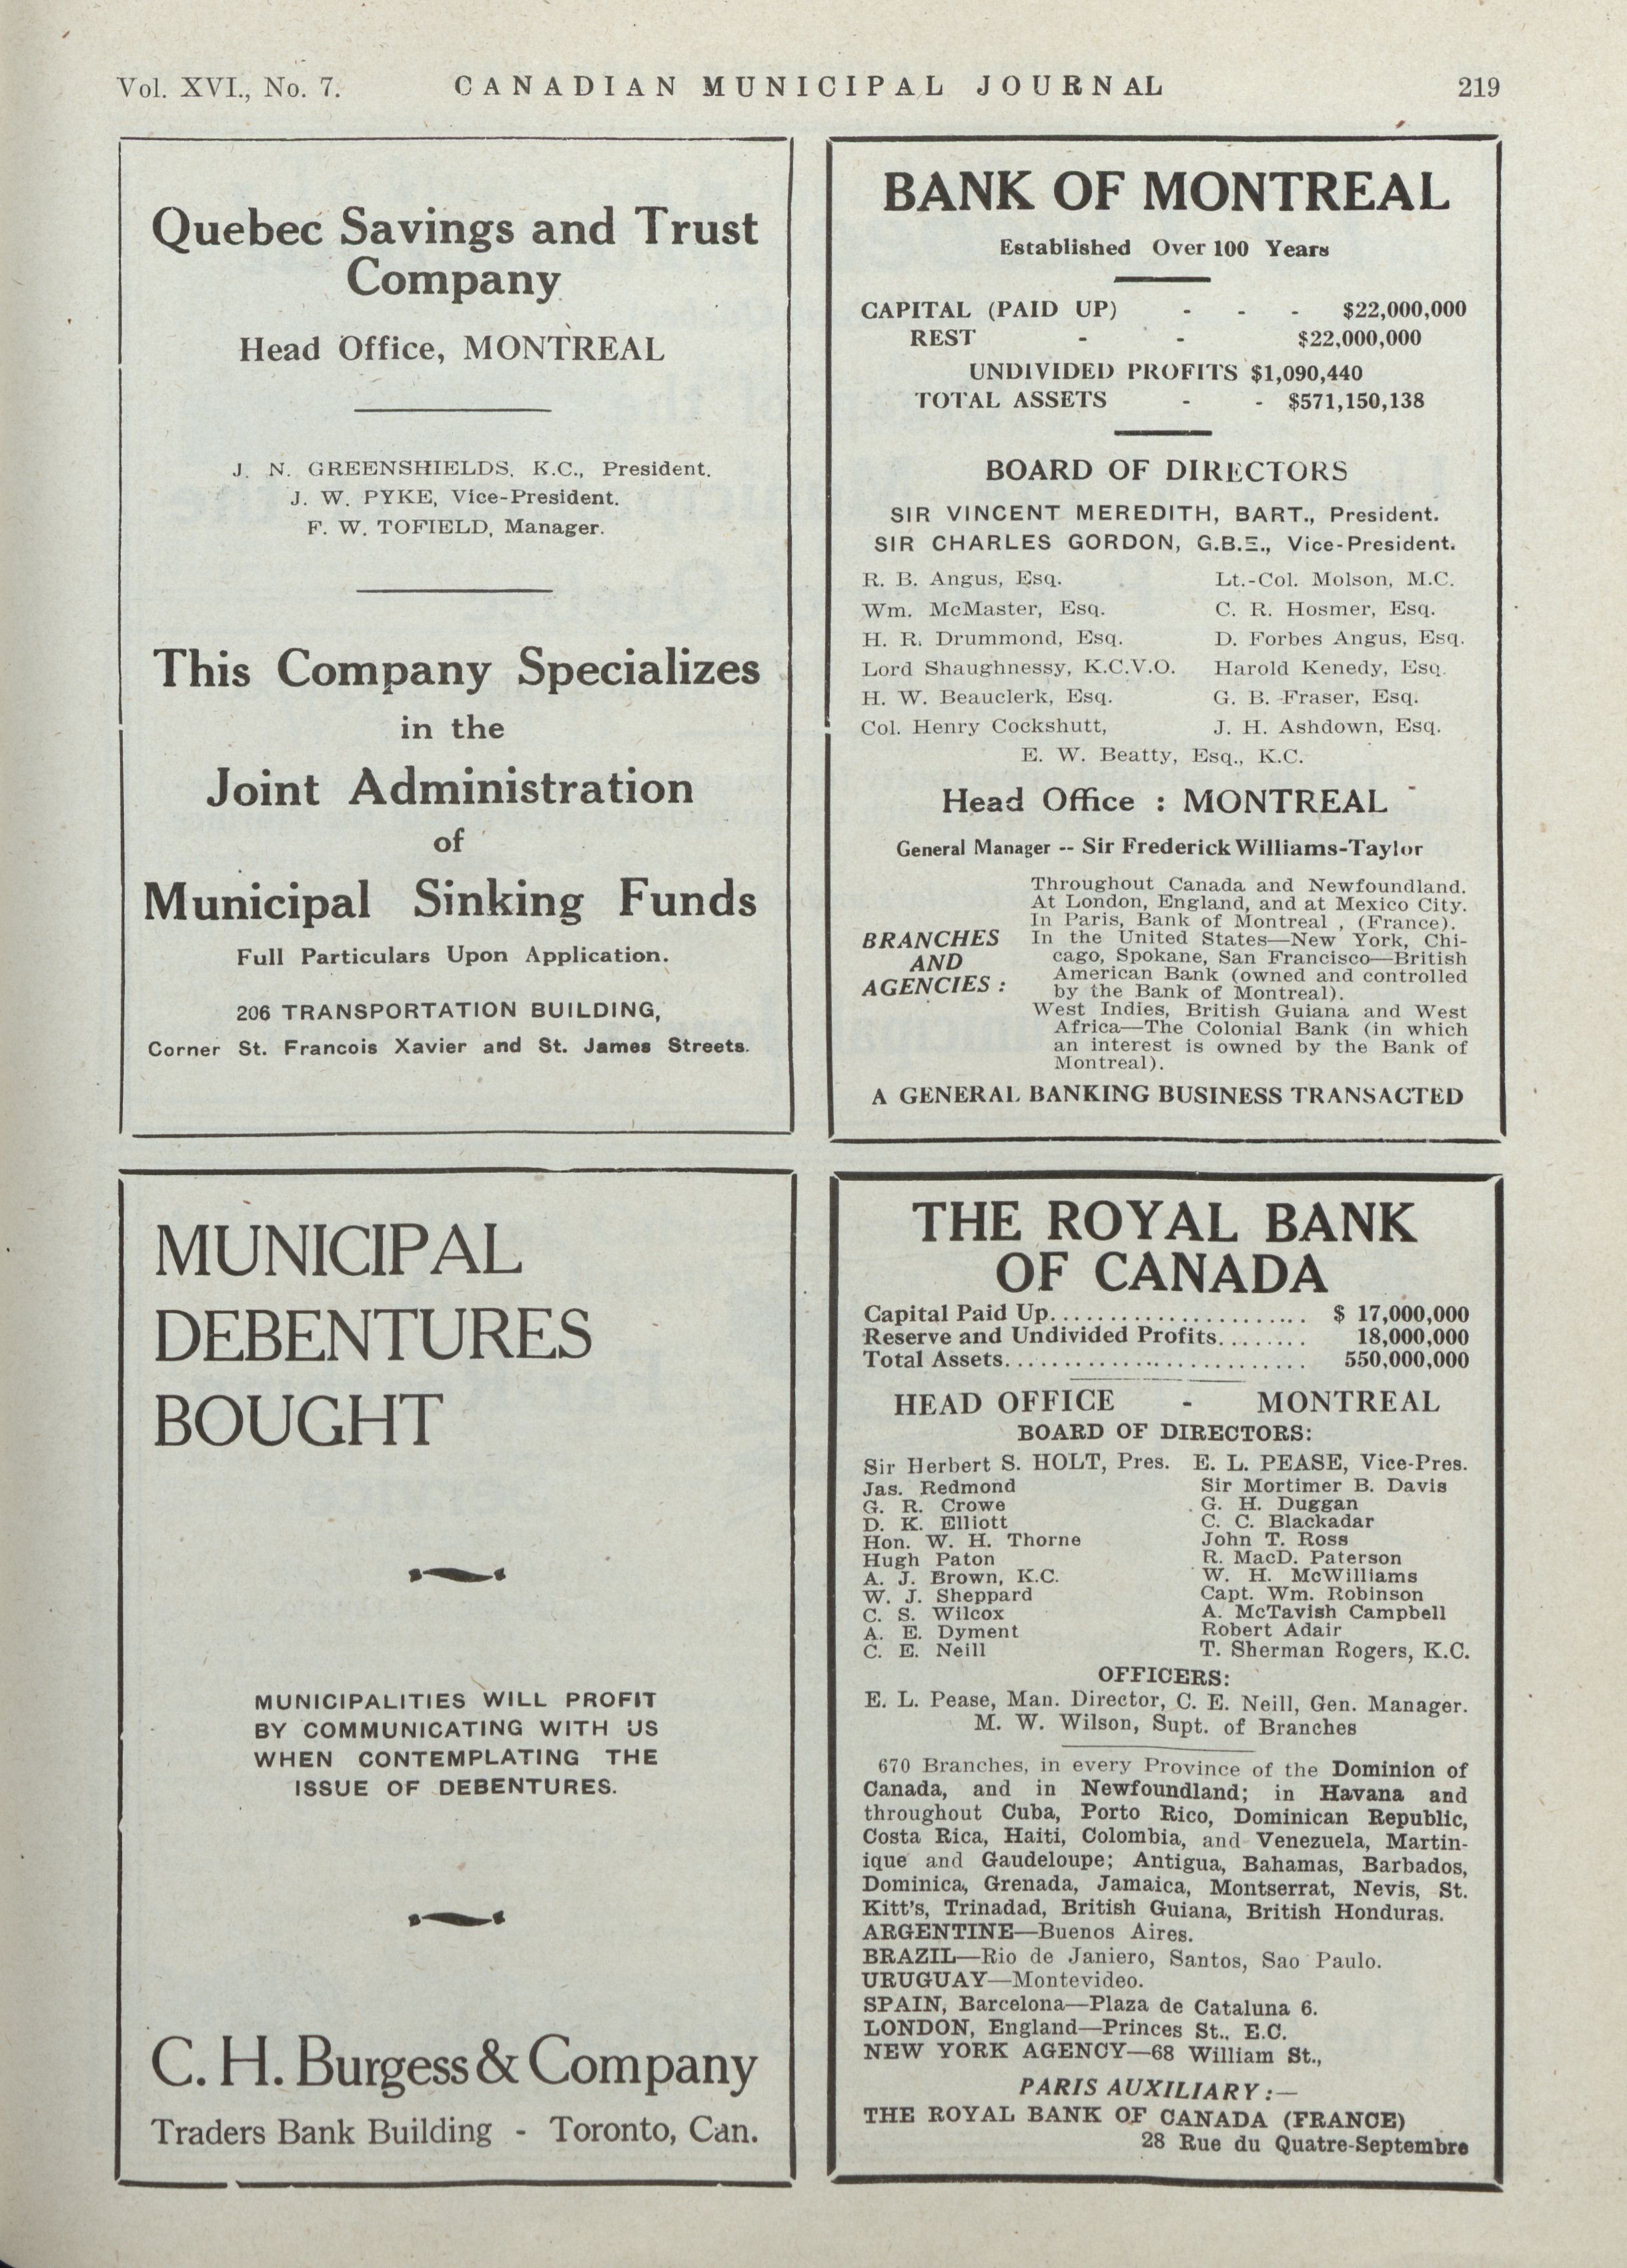 Vol. XVI., No. 7. CANADIAN MUNICIPAL JOURNAL 219
Quebec Savings and Trust
Company
Head Office, MONTREAL
J. N. GREENSHIELDS, K.C., President.
J. W. PYKE, Vice-President.
F. W. TOFIELD, Manager.
This Company Specializes
in the
Joint Administration
of
Municipal Sinking Funds
Full Particulars Upon Application.
206 TRANSPORTATION BUILDING,
Corner St. Francois Xavier and St. James Streets.
BANK OF MONTREAL
Established Over 100 Years
CAPITAL (PAID UP) - - - $22,000,000
REST - - $22,000,000
UNDIVIDED PROFITS $1,090,440
TOTAL ASSETS - - $571,150,138
BOARD OF DIRECTORS
SIR VINCENT MEREDITH, BART., President.
SIR CHARLES GORDON, G.B.E., Vice-President.
R. B. Angus, Esq. Lt.-Col. Molson, M.C.
Wm. McMaster, Esq. C. R. Hosmer, Esq.
H. R. Drummond, Esq. D. Forbes Angus, Esq.
Lord Shaughnessy, K.C.V.O. Harold Kenedy, Esq.
H. W. Beauclerk, Esq. G. B. Fraser, Esq.
Col. Henry Cockshutt, J. H. Ashdown, Esq.
E. W. Beatty, Esq., K.C.
Head Office : MONTREAL
General Manager -- Sir Frederick Williams-Taylor
BRANCHES
AND
AGENCIES :
Throughout Canada and Newfoundland.
At London, England, and at Mexico City.
In Paris, Bank of Montreal , (France).
In the United States—New York, Chi-
cago, Spokane, San Francisco—British
American Bank (owned and controlled
by the Bank of Montreal).
West Indies, British Guiana and West
Africa—The Colonial Bank (in which
an interest is owned by the Bank of
Montreal).
A GENERAL BANKING BUSINESS TRANSACTED
MUNICIPAL
DEBENTURES
BOUGHT
MUNICIPALITIES WILL PROFIT
BY COMMUNICATING WITH US
WHEN CONTEMPLATING THE
ISSUE OF DEBENTURES.
C. H. Burgess & Company
Traders Bank Building - Toronto, Can.
THE ROYAL BANK
OF CANADA
Capital Paid Up...................... $ 17,000,000
Reserve and Undivided Profits........ 18,000,000
Total Assets.......................... 550,000,000
HEAD OFFICE - MONTREAL
BOARD OF DIRECTORS:
Sir Herbert S. HOLT, Pres. E. L. PEASE, Vice-Pres.
Jas. Redmond Sir Mortimer B. Davis
G. R. Crowe G. H. Duggan
D. K. Elliott C. C. Blackadar
Hon. W. H. Thorne John T. Ross
Hugh Paton R. MacD. Paterson
A. J. Brown, K.C. W. H. McWilliams
W. J. Sheppard Capt. Wm. Robinson
C. S. Wilcox A. McTavish Campbell
A. E. Dyment Robert Adair
C. E. Neill T. Sherman Rogers, K.C.
OFFICERS:
E. L. Pease, Man. Director, C. E. Neill, Gen. Manager.
M. W. Wilson, Supt. of Branches
670 Branches, in every Province of the Dominion of
Canada, and in Newfoundland; in Havana and
throughout Cuba, Porto Rico, Dominican Republic,
Costa Rica, Haiti, Colombia, and Venezuela, Martin-
ique and Gaudeloupe; Antigua, Bahamas, Barbados,
Dominica, Grenada, Jamaica, Montserrat, Nevis, St.
Kitt's, Trinadad, British Guiana, British Honduras.
ARGENTINE—Buenos Aires.
BRAZIL—Rio de Janiero, Santos, Sao Paulo.
URUGUAY—Montevideo.
SPAIN, Barcelona—Plaza de Cataluna 6.
LONDON, England—Princes St., E.C.
NEW YORK AGENCY—68 William St.,
PARIS AUXILIARY :—
THE ROYAL BANK OF CANADA (FRANCE)
28 Rue du Quatre-Septembre